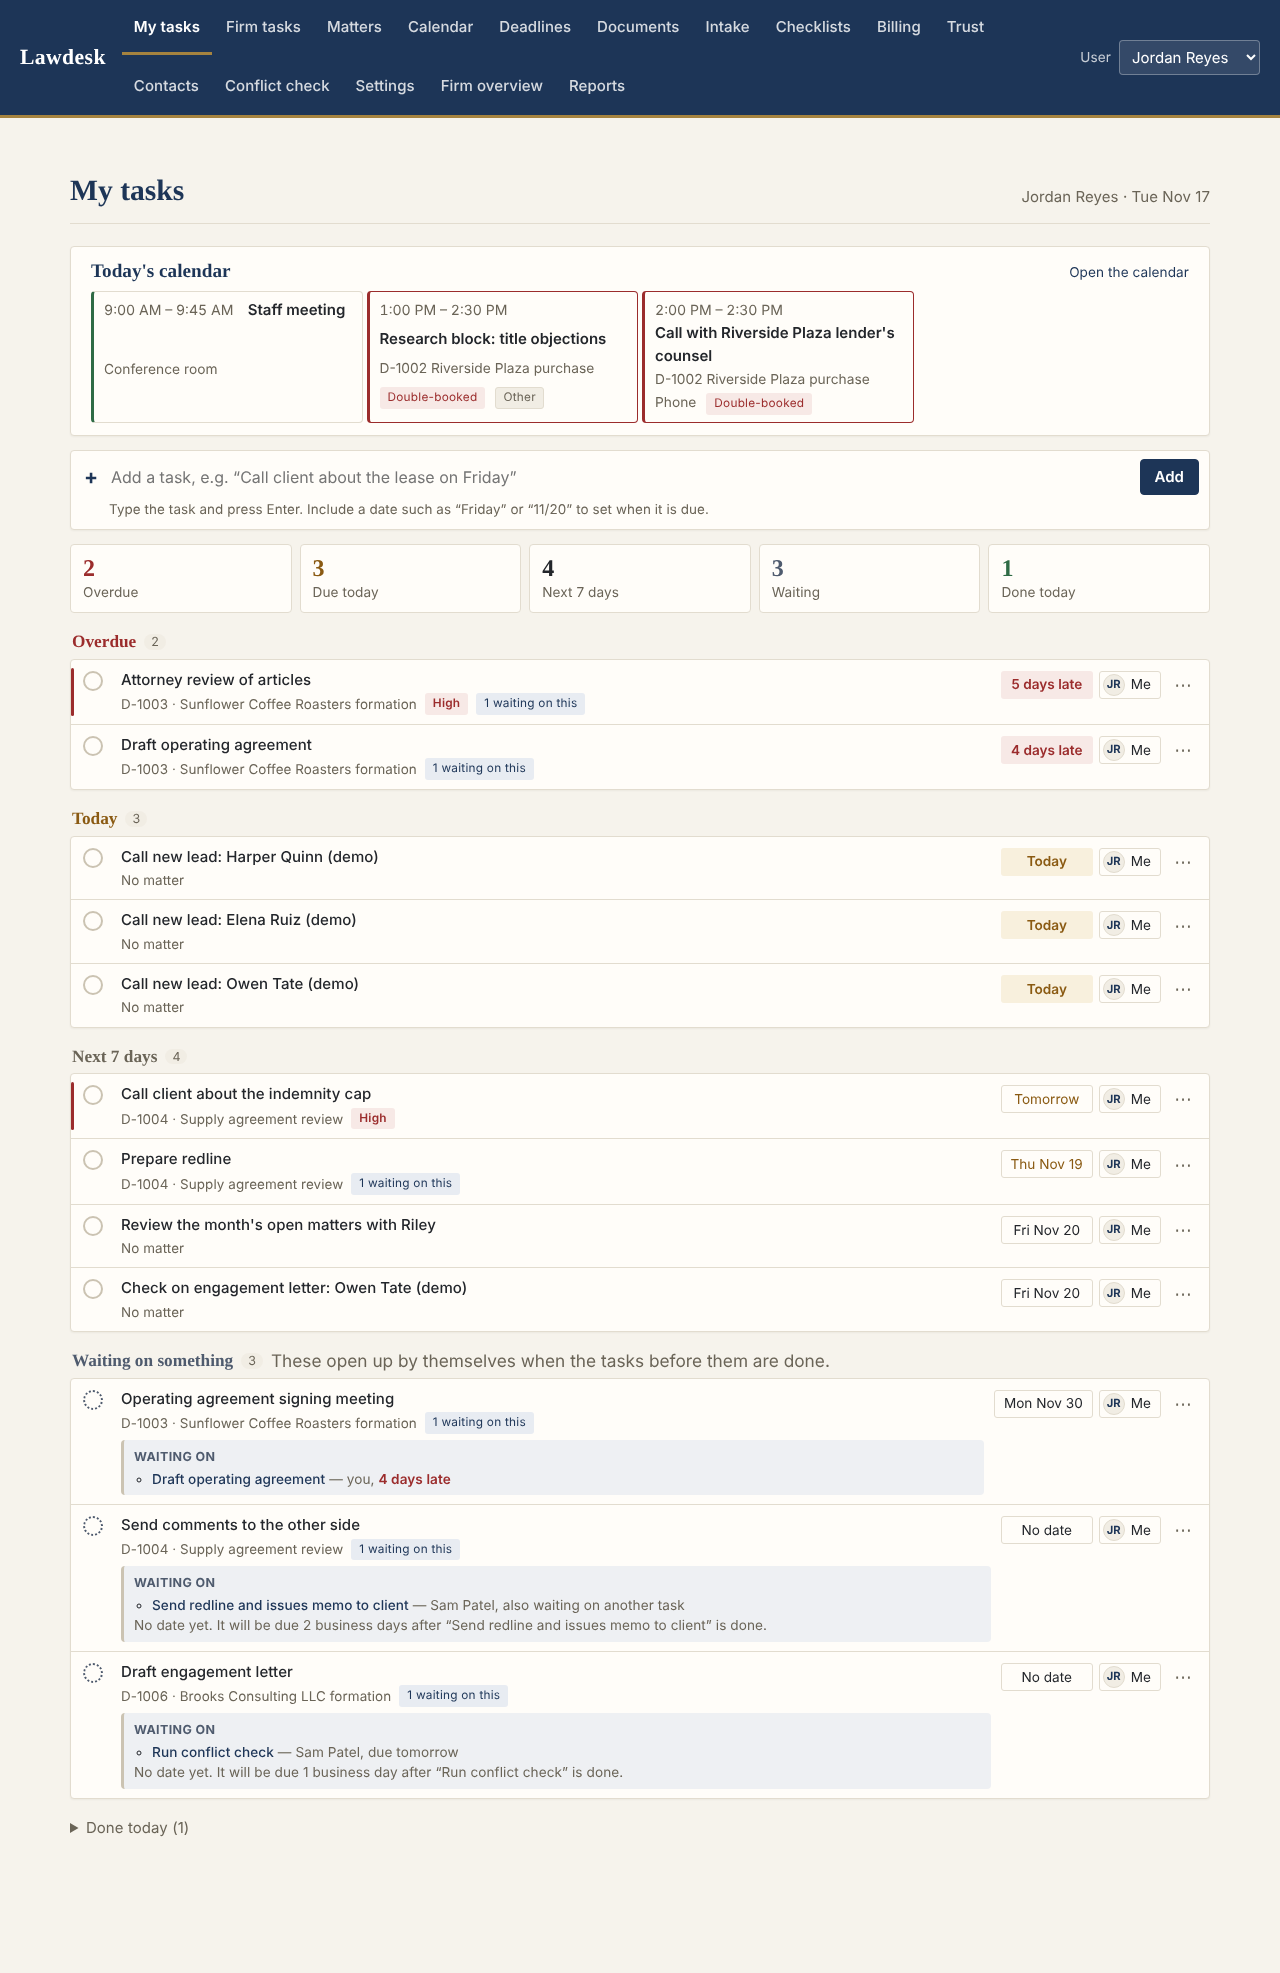 Lawdesk
My tasks Firm tasks Matters Calendar Deadlines Documents Intake Checklists Billing Trust
Contacts Conflict check Settings Firm overview Reports
User Jordan Reyes
My tasks
Jordan Reyes · Tue Nov 17
Today's calendar
Open the calendar
9:00 AM – 9:45 AM Staff meeting
Conference room
1:00 PM – 2:30 PM
Research block: title objections
D-1002 Riverside Plaza purchase
Double-booked Other
2:00 PM – 2:30 PM
Call with Riverside Plaza lender's
counsel
D-1002 Riverside Plaza purchase
Phone Double-booked
+ Add a task, e.g. “Call client about the lease on Friday” Add
Type the task and press Enter. Include a date such as “Friday” or “11/20” to set when it is due.
2
Overdue
3
Due today
4
Next 7 days
3
Waiting
1
Done today
Overdue 2
Attorney review of articles
D-1003 · Sunflower Coffee Roasters formation High 1 waiting on this
5 days late JR Me ···
Draft operating agreement
D-1003 · Sunflower Coffee Roasters formation 1 waiting on this
4 days late JR Me ···
Today 3
Call new lead: Harper Quinn (demo)
No matter
Today JR Me ···
Call new lead: Elena Ruiz (demo)
No matter
Today JR Me ···
Call new lead: Owen Tate (demo)
No matter
Today JR Me ···
Next 7 days 4
Call client about the indemnity cap
D-1004 · Supply agreement review High
Tomorrow JR Me ···
Prepare redline
D-1004 · Supply agreement review 1 waiting on this
Thu Nov 19 JR Me ···
Review the month's open matters with Riley
No matter
Fri Nov 20 JR Me ···
Check on engagement letter: Owen Tate (demo)
No matter
Fri Nov 20 JR Me ···
Waiting on something 3 These open up by themselves when the tasks before them are done.
Operating agreement signing meeting
D-1003 · Sunflower Coffee Roasters formation 1 waiting on this
Mon Nov 30 JR Me ···
WAITING ON
Draft operating agreement — you, 4 days late
Send comments to the other side
D-1004 · Supply agreement review 1 waiting on this
No date JR Me ···
WAITING ON
Send redline and issues memo to client — Sam Patel, also waiting on another task
No date yet. It will be due 2 business days after “Send redline and issues memo to client” is done.
Draft engagement letter
D-1006 · Brooks Consulting LLC formation 1 waiting on this
No date JR Me ···
WAITING ON
Run conflict check — Sam Patel, due tomorrow
No date yet. It will be due 1 business day after “Run conflict check” is done.
Done today (1)